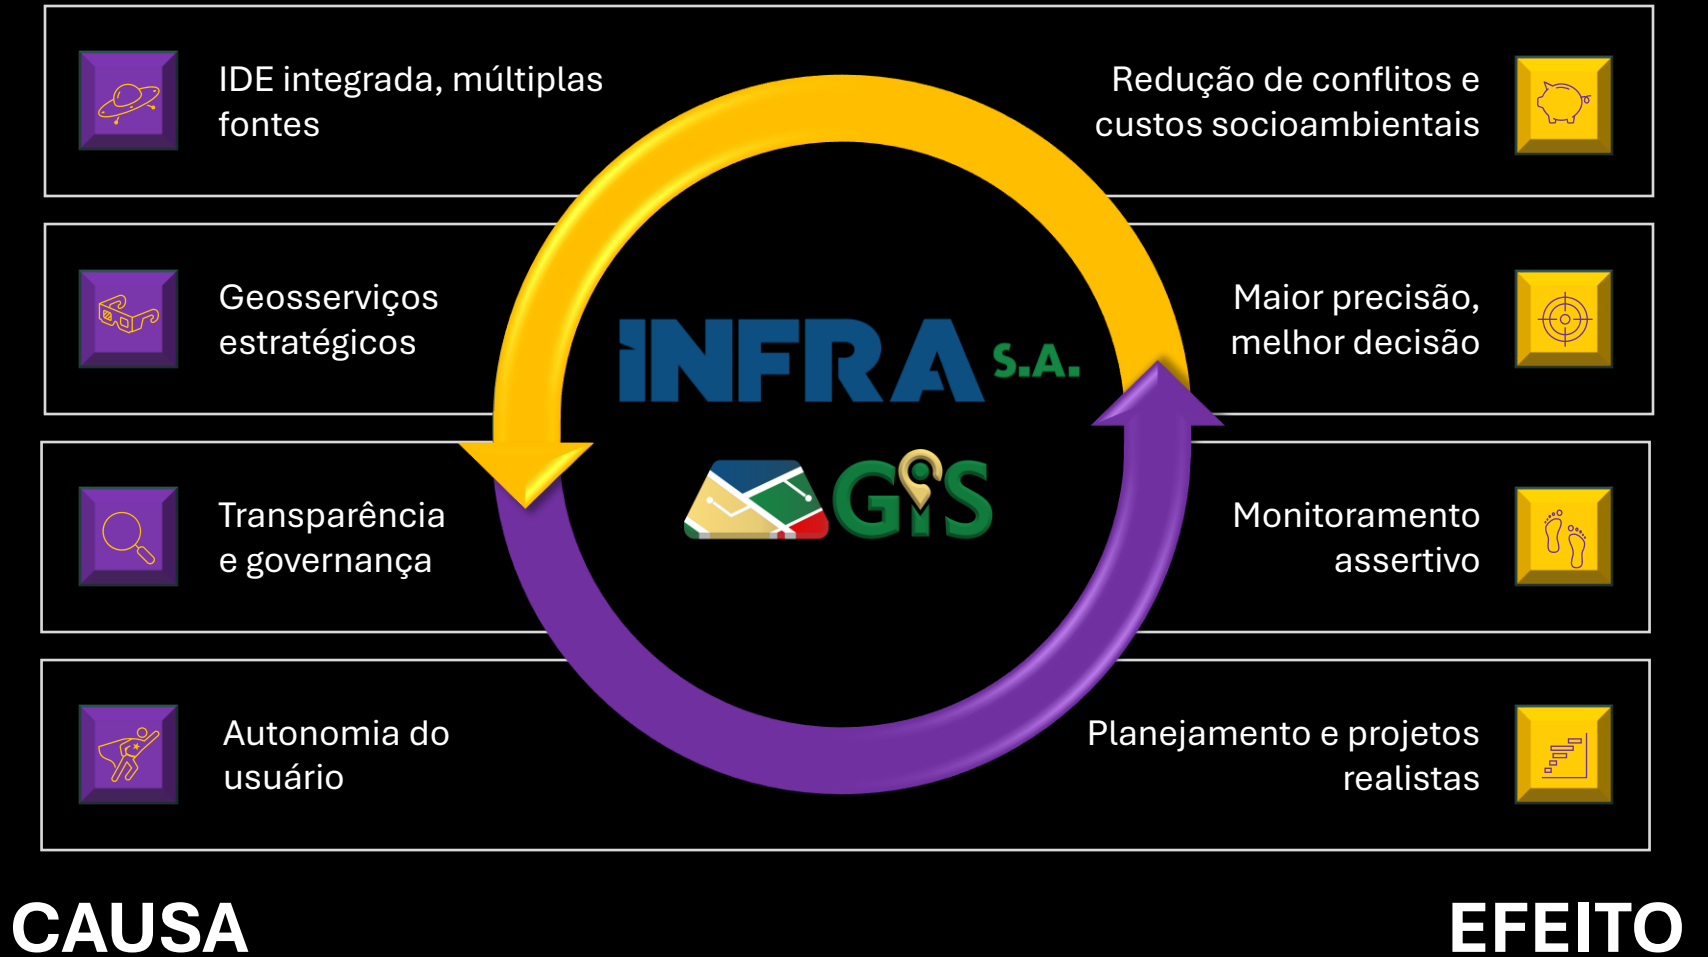 IDE integrada, múltiplas
fontes
Redução de conflitos e
custos socioambientais
Geosserviços
estratégicos
Maior precisão,
melhor decisão
INFRA S.A.
GiS
Transparência
e governança
Monitoramento
assertivo
Autonomia do
usuário
Planejamento e projetos
realistas
CAUSA
EFEITO